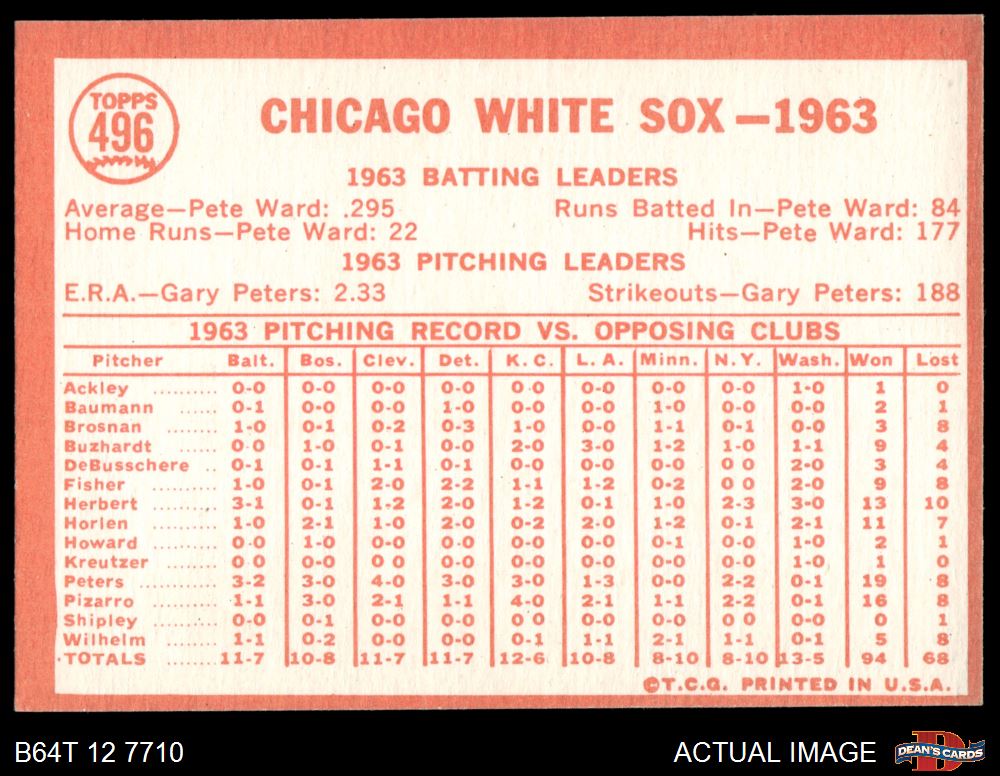 TOPPS
496
CHICAGO WHITE SOX—1963
1963 BATTING LEADERS
Average—Pete Ward: .295 Runs Batted In—Pete Ward: 84
Home Runs—Pete Ward: 22 Hits—Pete Ward: 177
1963 PITCHING LEADERS
E.R.A.—Gary Peters: 2.33 Strikeouts—Gary Peters: 188
1963 PITCHING RECORD VS. OPPOSING CLUBS
Pitcher Balt. Bos. Clev. Det. K.C. L.A. Minn. N.Y. Wash. Won Lost
Ackley .......... 0-0 0-0 0-0 0-0 0-0 0-0 0-0 0-0 1-0 1 0
Baumann ...... 0-1 0-0 0-0 1-0 0-0 0-0 1-0 0-0 0-0 2 1
Brosnan ........ 1-0 0-1 0-2 0-3 1-0 0-0 1-1 0-1 0-0 3 8
Buzhardt ...... 0-0 1-0 0-1 0-0 2-0 3-0 1-2 1-0 1-1 9 4
DeBusschere .. 0-1 0-1 1-1 0-1 0-0 0-0 0-0 0 0 2-0 3 4
Fisher .......... 1-0 0-1 2-0 2-2 1-1 1-2 0-2 0 0 2-0 9 8
Herbert ........ 3-1 0-1 1-2 2-0 1-2 0-1 1-0 2-3 3-0 13 10
Horlen .......... 1-0 2-1 1-0 2-0 0-2 2-0 1-2 0-1 2-1 11 7
Howard ........ 0-0 1-0 0-0 0-0 0-0 0-0 0-1 0-0 1-0 2 1
Kreutzer ...... 0-0 0-0 0 0 0-0 0-0 0-0 0-0 0-0 1-0 1 0
Peters .......... 3-2 3-0 4-0 3-0 3-0 1-3 0-0 2-2 0-1 19 8
Pizarro ........ 1-1 3-0 2-1 1-1 4-0 2-1 1-1 2-2 0-1 16 8
Shipley ........ 0-0 0-1 0-0 0-0 0 0 0-0 0-0 0-0 0-0 0 1
Wilhelm ........ 1-1 0-2 0-0 0-0 0-1 1-1 2-1 1-1 0-1 5 8
TOTALS ...... 11-7 10-8 11-7 11-7 12-6 10-8 8-10 8-10 13-5 94 68
©T.C.G. PRINTED IN U.S.A.
B64T 12 7710 ACTUAL IMAGE DEAN'S CARDS